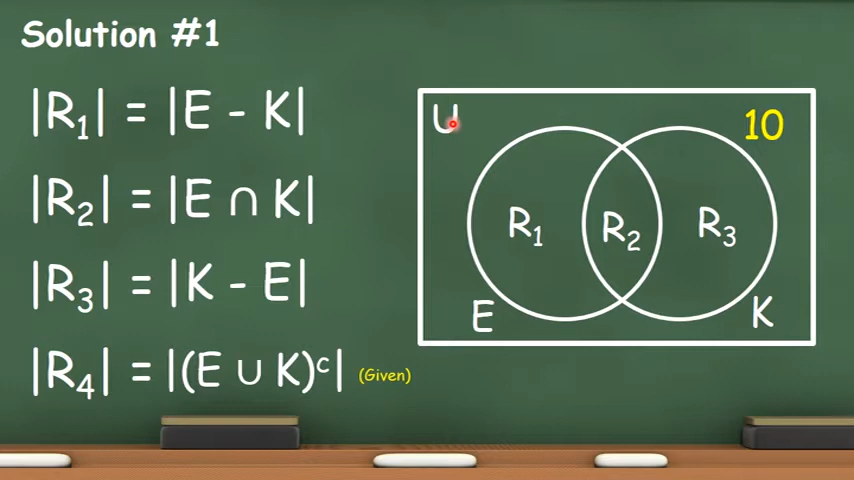 Solution #1
|R₁| = |E - K|
|R₂| = |E ∩ K|
|R₃| = |K - E|
|R₄| = |(E ∪ K)ᶜ| (Given)
U
10
R₁ R₂ R₃
E K